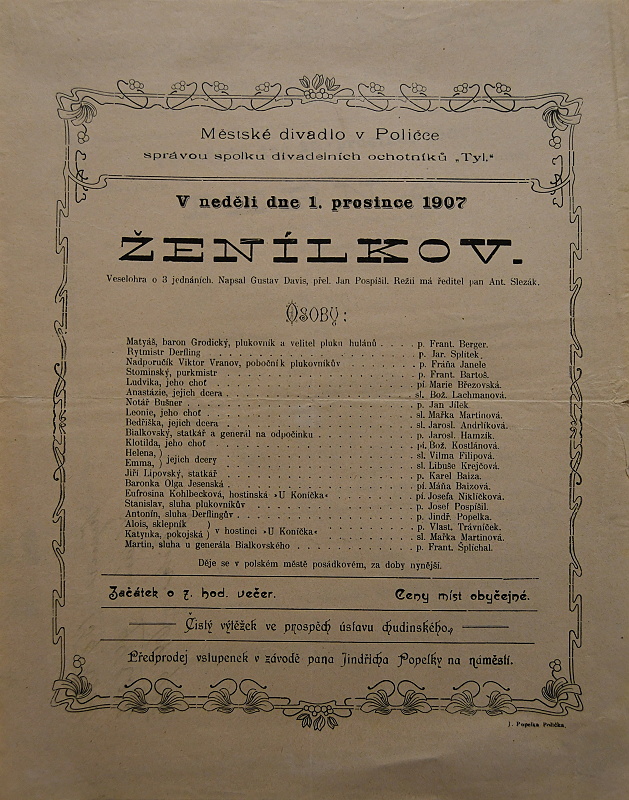 Městské divadlo v Poličce
správou spolku divadelních ochotníků „Tyl.“
V neděli dne 1. prosince 1907
ŽENÍLKOV.
Veselohra o 3 jednáních. Napsal Gustav Davis, přel. Jan Pospíšil. Režii má ředitel pan Ant. Slezák.
OSOBY:
Matyáš, baron Grodický, plukovník a velitel pluku hulánů . . . . p. Frant. Berger.
Rytmistr Derfling . . . . p. Jar. Splítek.
Nadporučík Viktor Vranov, pobočník plukovníkův . . . . p. Fráňa Janele
Stominský, purkmistr . . . . p. Frant. Bartoš.
Ludvika, jeho choť . . . . pí Marie Březovská.
Anastázie, jejich dcera . . . . sl. Bož. Lachmanová.
Notář Bušner . . . . p. Jan Jílek.
Leonie, jeho choť . . . . sl. Mařka Martinová.
Bedřiška, jejich dcera . . . . sl. Jarosl. Andrlíková.
Bialkovský, statkář a generál na odpočinku . . . . p. Jarosl. Hamzík.
Klotilda, jeho choť . . . . pí. Bož. Kostlánová.
Helena, } jejich dcery . . . . sl. Vilma Filipová.
Emma, } . . . . sl. Libuše Krejčová.
Jiří Lipovský, statkář . . . . p. Karel Baiza.
Baronka Olga Jesenská . . . . pí. Máňa Baizová.
Eufrosina Kohlbecková, hostinská »U Koníčka« . . . . pí. Josefa Niklíčková.
Stanislav, sluha plukovníkův . . . . p. Josef Pospíšil.
Antonín, sluha Derflingův . . . . p. Jindř. Popelka.
Alois, sklepník } v hostinci »U Koníčka« . . . . p. Vlast. Trávníček.
Katynka, pokojská } . . . . sl. Mařka Martinová.
Martin, sluha u generála Bialkovského . . . . p. Frant. Šplíchal.
Děje se v polském městě posádkovém, za doby nynější.
Začátek o 7. hod. večer. Ceny míst obyčejné.
Čistý výtěžek ve prospěch ústavu chudinského.
Předprodej vstupenek v závodě pana Jindřicha Popelky na náměstí.
J. Popelka Polička.